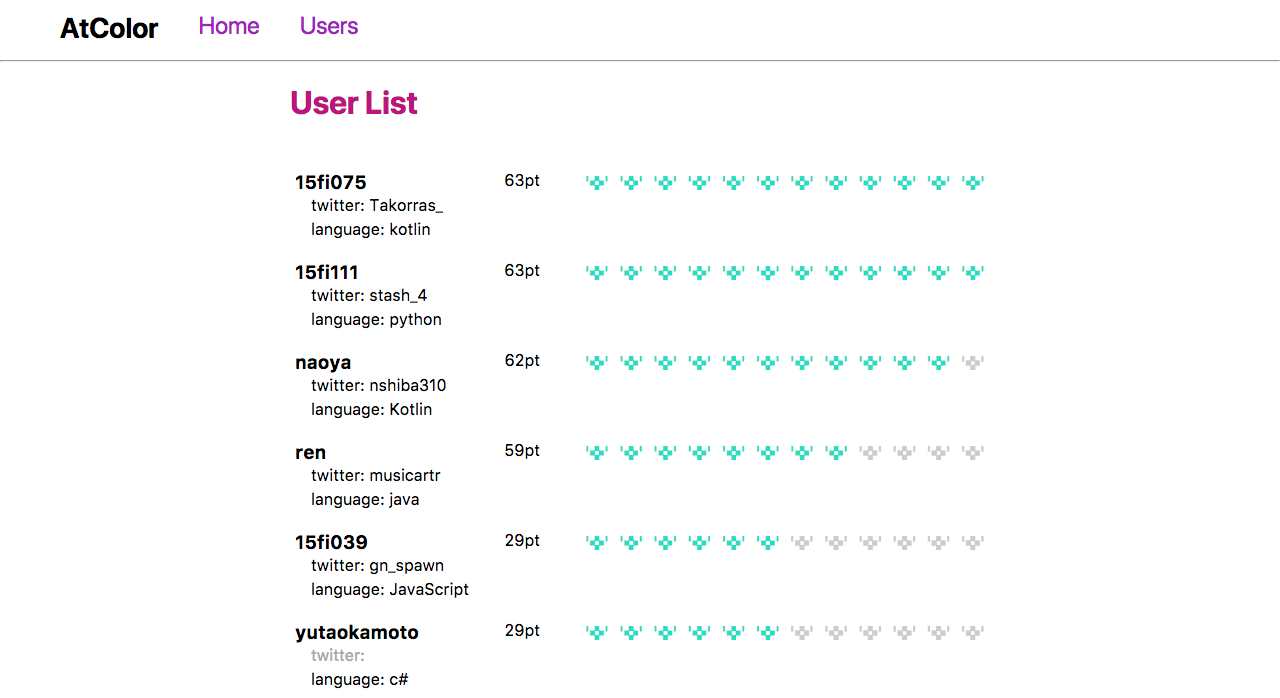 AtColor Home Users
User List
15fi075 63pt
twitter: Takorras_
language: kotlin
15fi111 63pt
twitter: stash_4
language: python
naoya 62pt
twitter: nshiba310
language: Kotlin
ren 59pt
twitter: musicartr
language: java
15fi039 29pt
twitter: gn_spawn
language: JavaScript
yutaokamoto 29pt
twitter:
language: c#